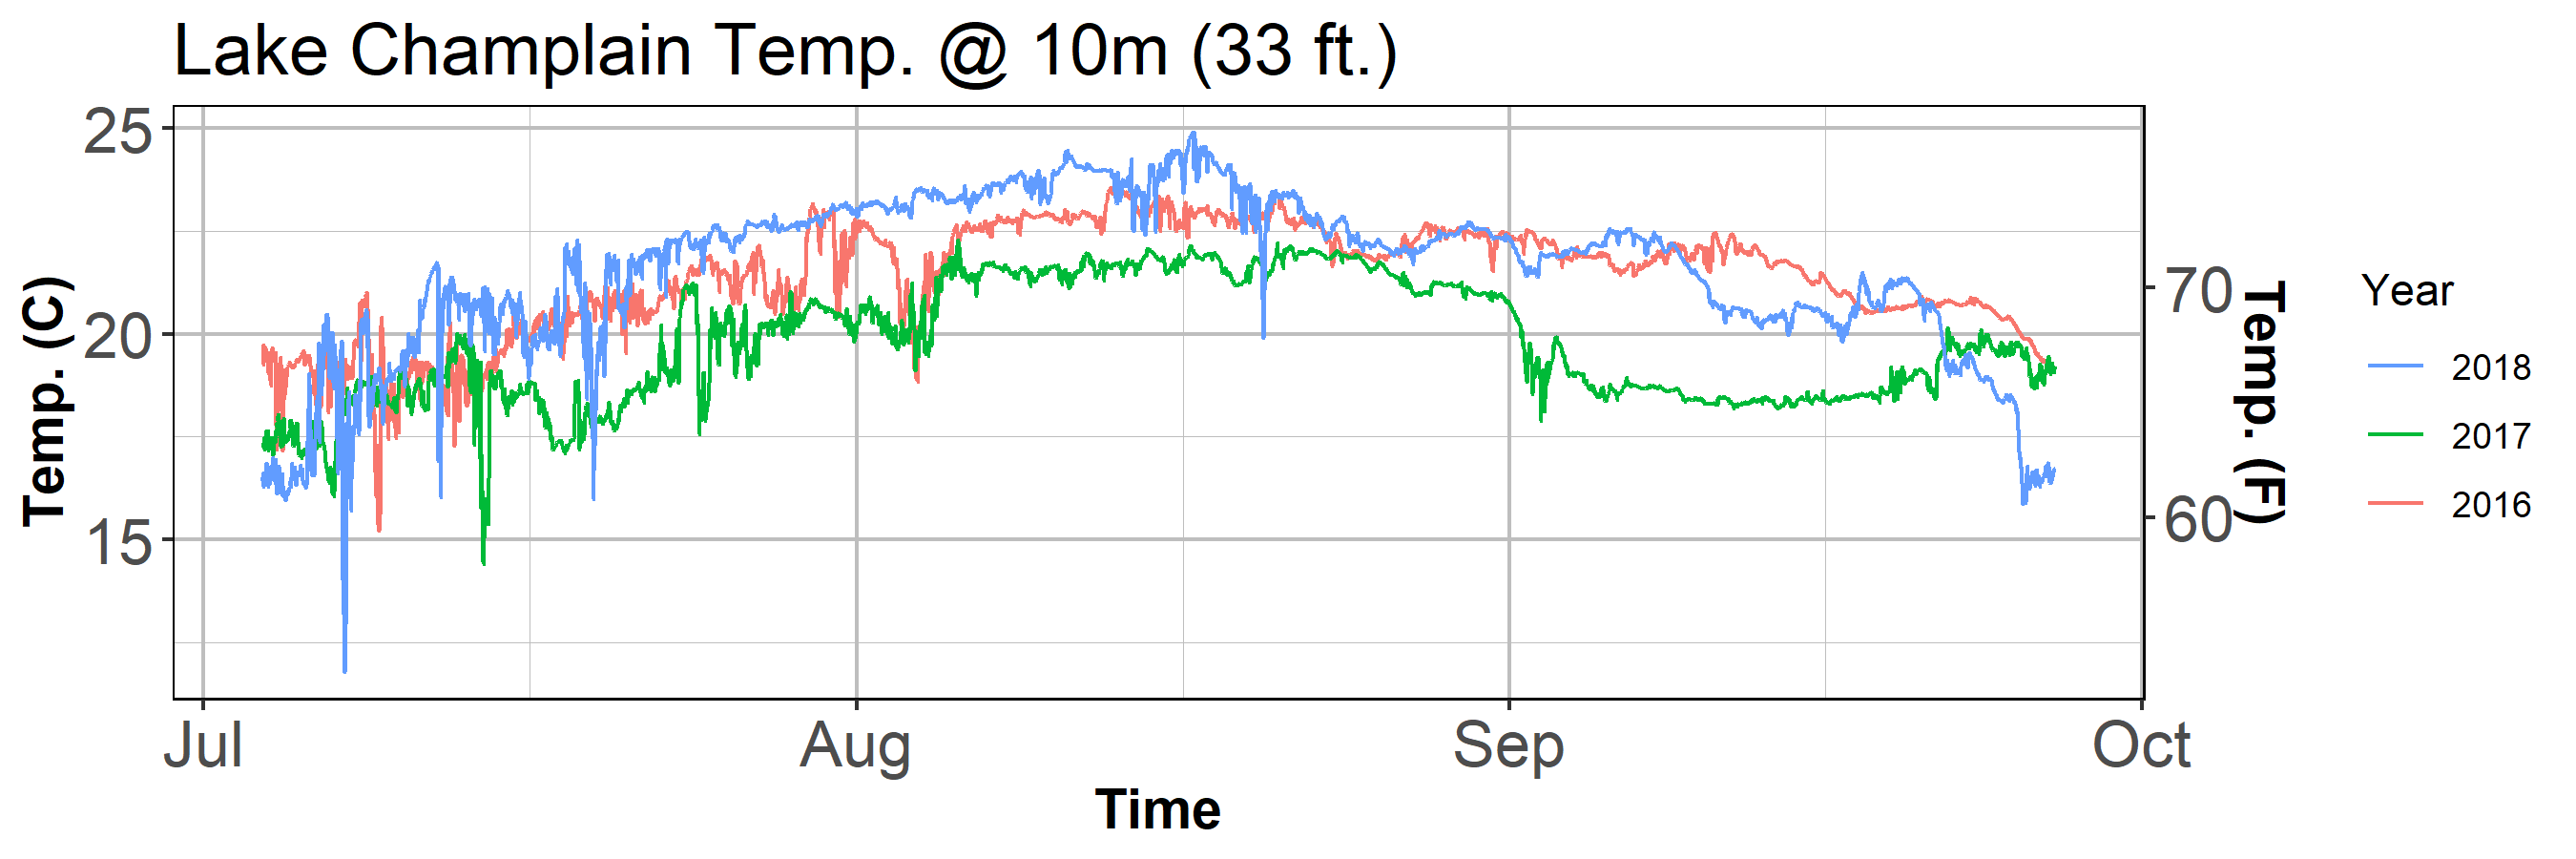 Lake Champlain Temp. @ 10m (33 ft.)
25
20
15
Temp. (C)
70
60
Temp. (F)
Jul Aug Sep Oct
Time
Year
2018
2017
2016